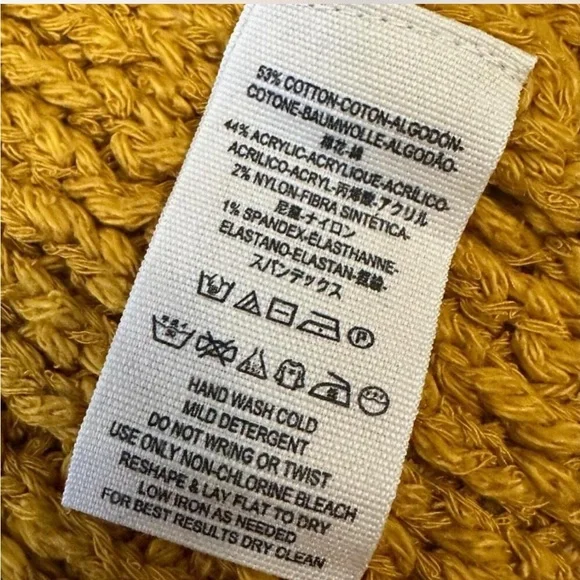 53% COTTON-COTON-ALGODÓN-
COTONE-BAUMWOLLE-ALGODÃO-
棉花-綿
44% ACRYLIC-ACRYLIQUE-ACRÍLICO-
ACRILICO-ACRYL-丙烯酸-アクリル
2% NYLON-FIBRA SINTÉTICA-
尼龍-ナイロン
1% SPANDEX-ÉLASTHANNE-
ELASTANO-ELASTAN-氨綸-
スパンデックス
P
HAND WASH COLD
MILD DETERGENT
DO NOT WRING OR TWIST
USE ONLY NON-CHLORINE BLEACH
RESHAPE & LAY FLAT TO DRY
LOW IRON AS NEEDED
FOR BEST RESULTS DRY CLEAN